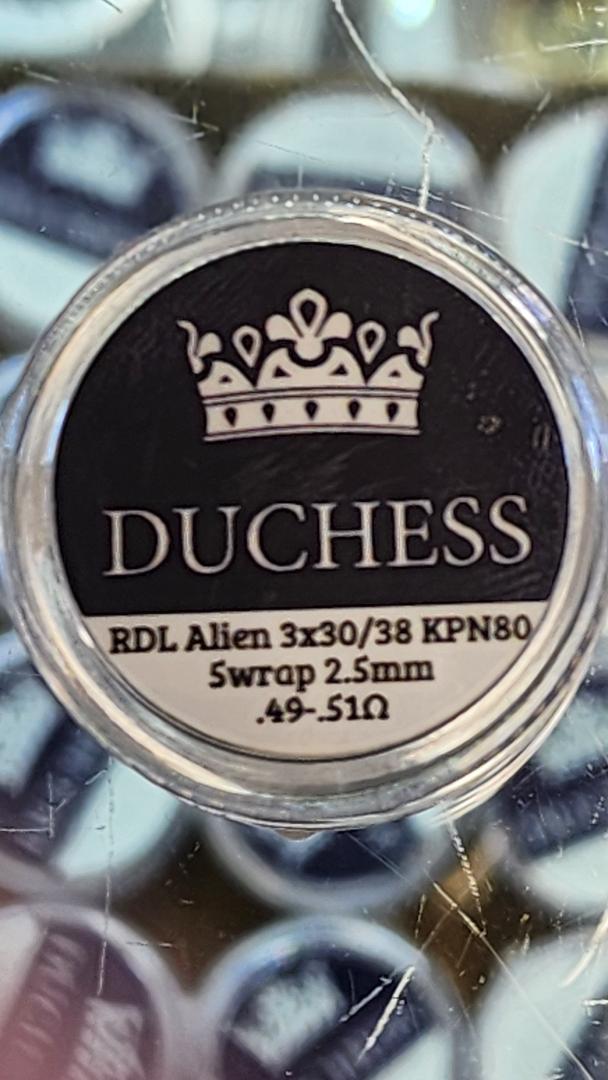 DUCHESS
RDL Alien 3x30/38 KPN80
5wrap 2.5mm
.49-.51Ω